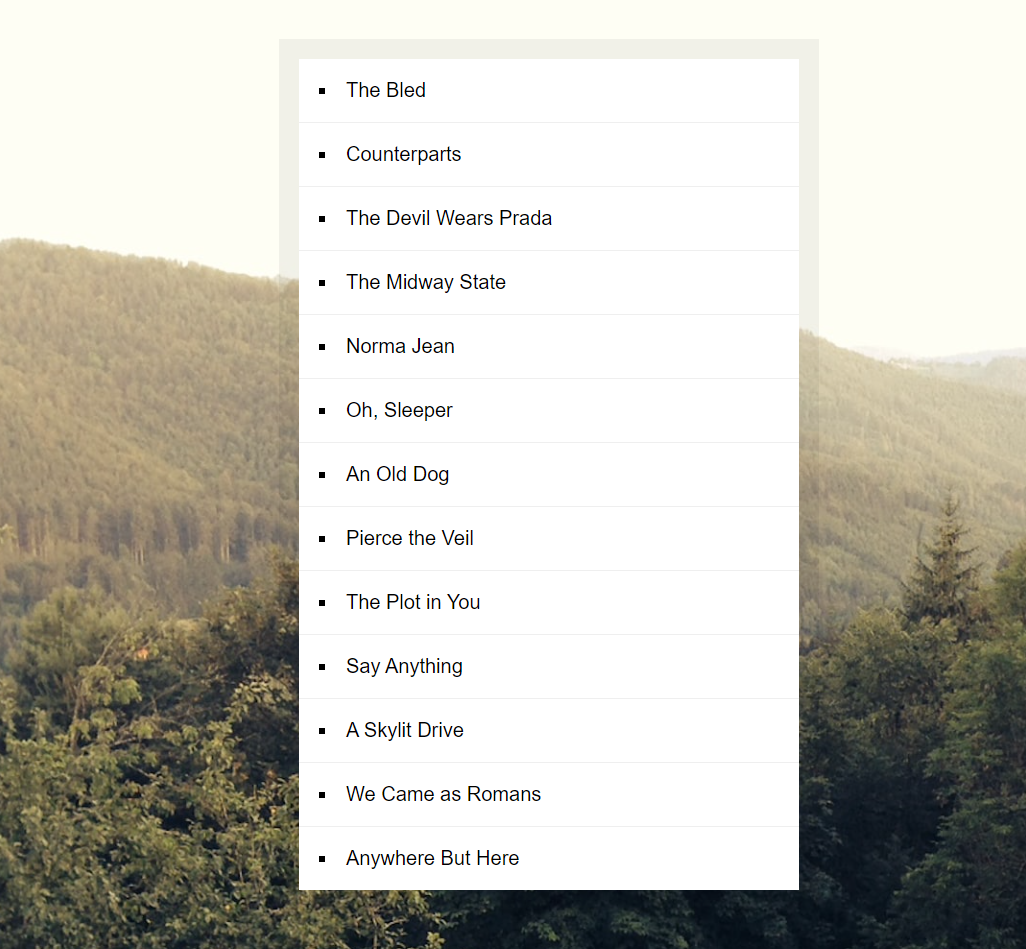 The Bled
Counterparts
The Devil Wears Prada
The Midway State
Norma Jean
Oh, Sleeper
An Old Dog
Pierce the Veil
The Plot in You
Say Anything
A Skylit Drive
We Came as Romans
Anywhere But Here